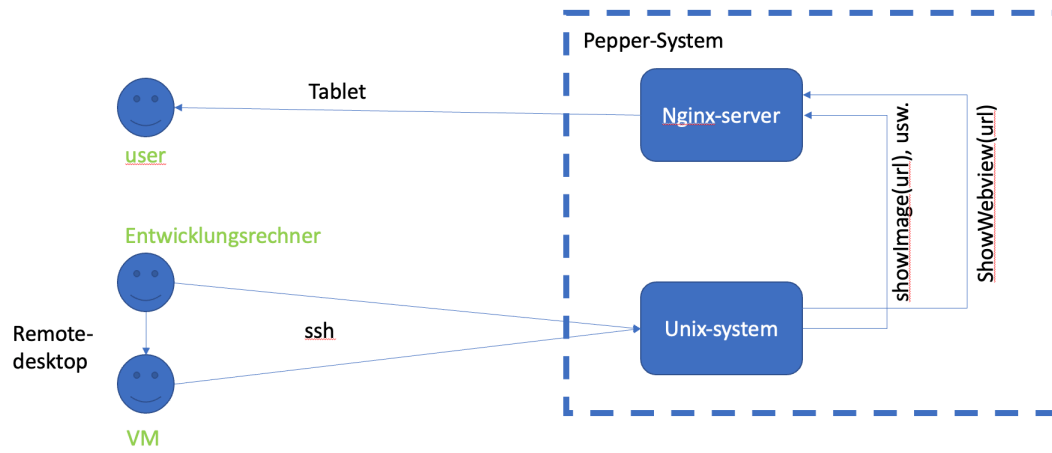 Pepper-System
Tablet
Nginx-server
user
showImage(url), usw.
ShowWebview(url)
Entwicklungsrechner
Remote-
desktop
ssh
Unix-system
VM